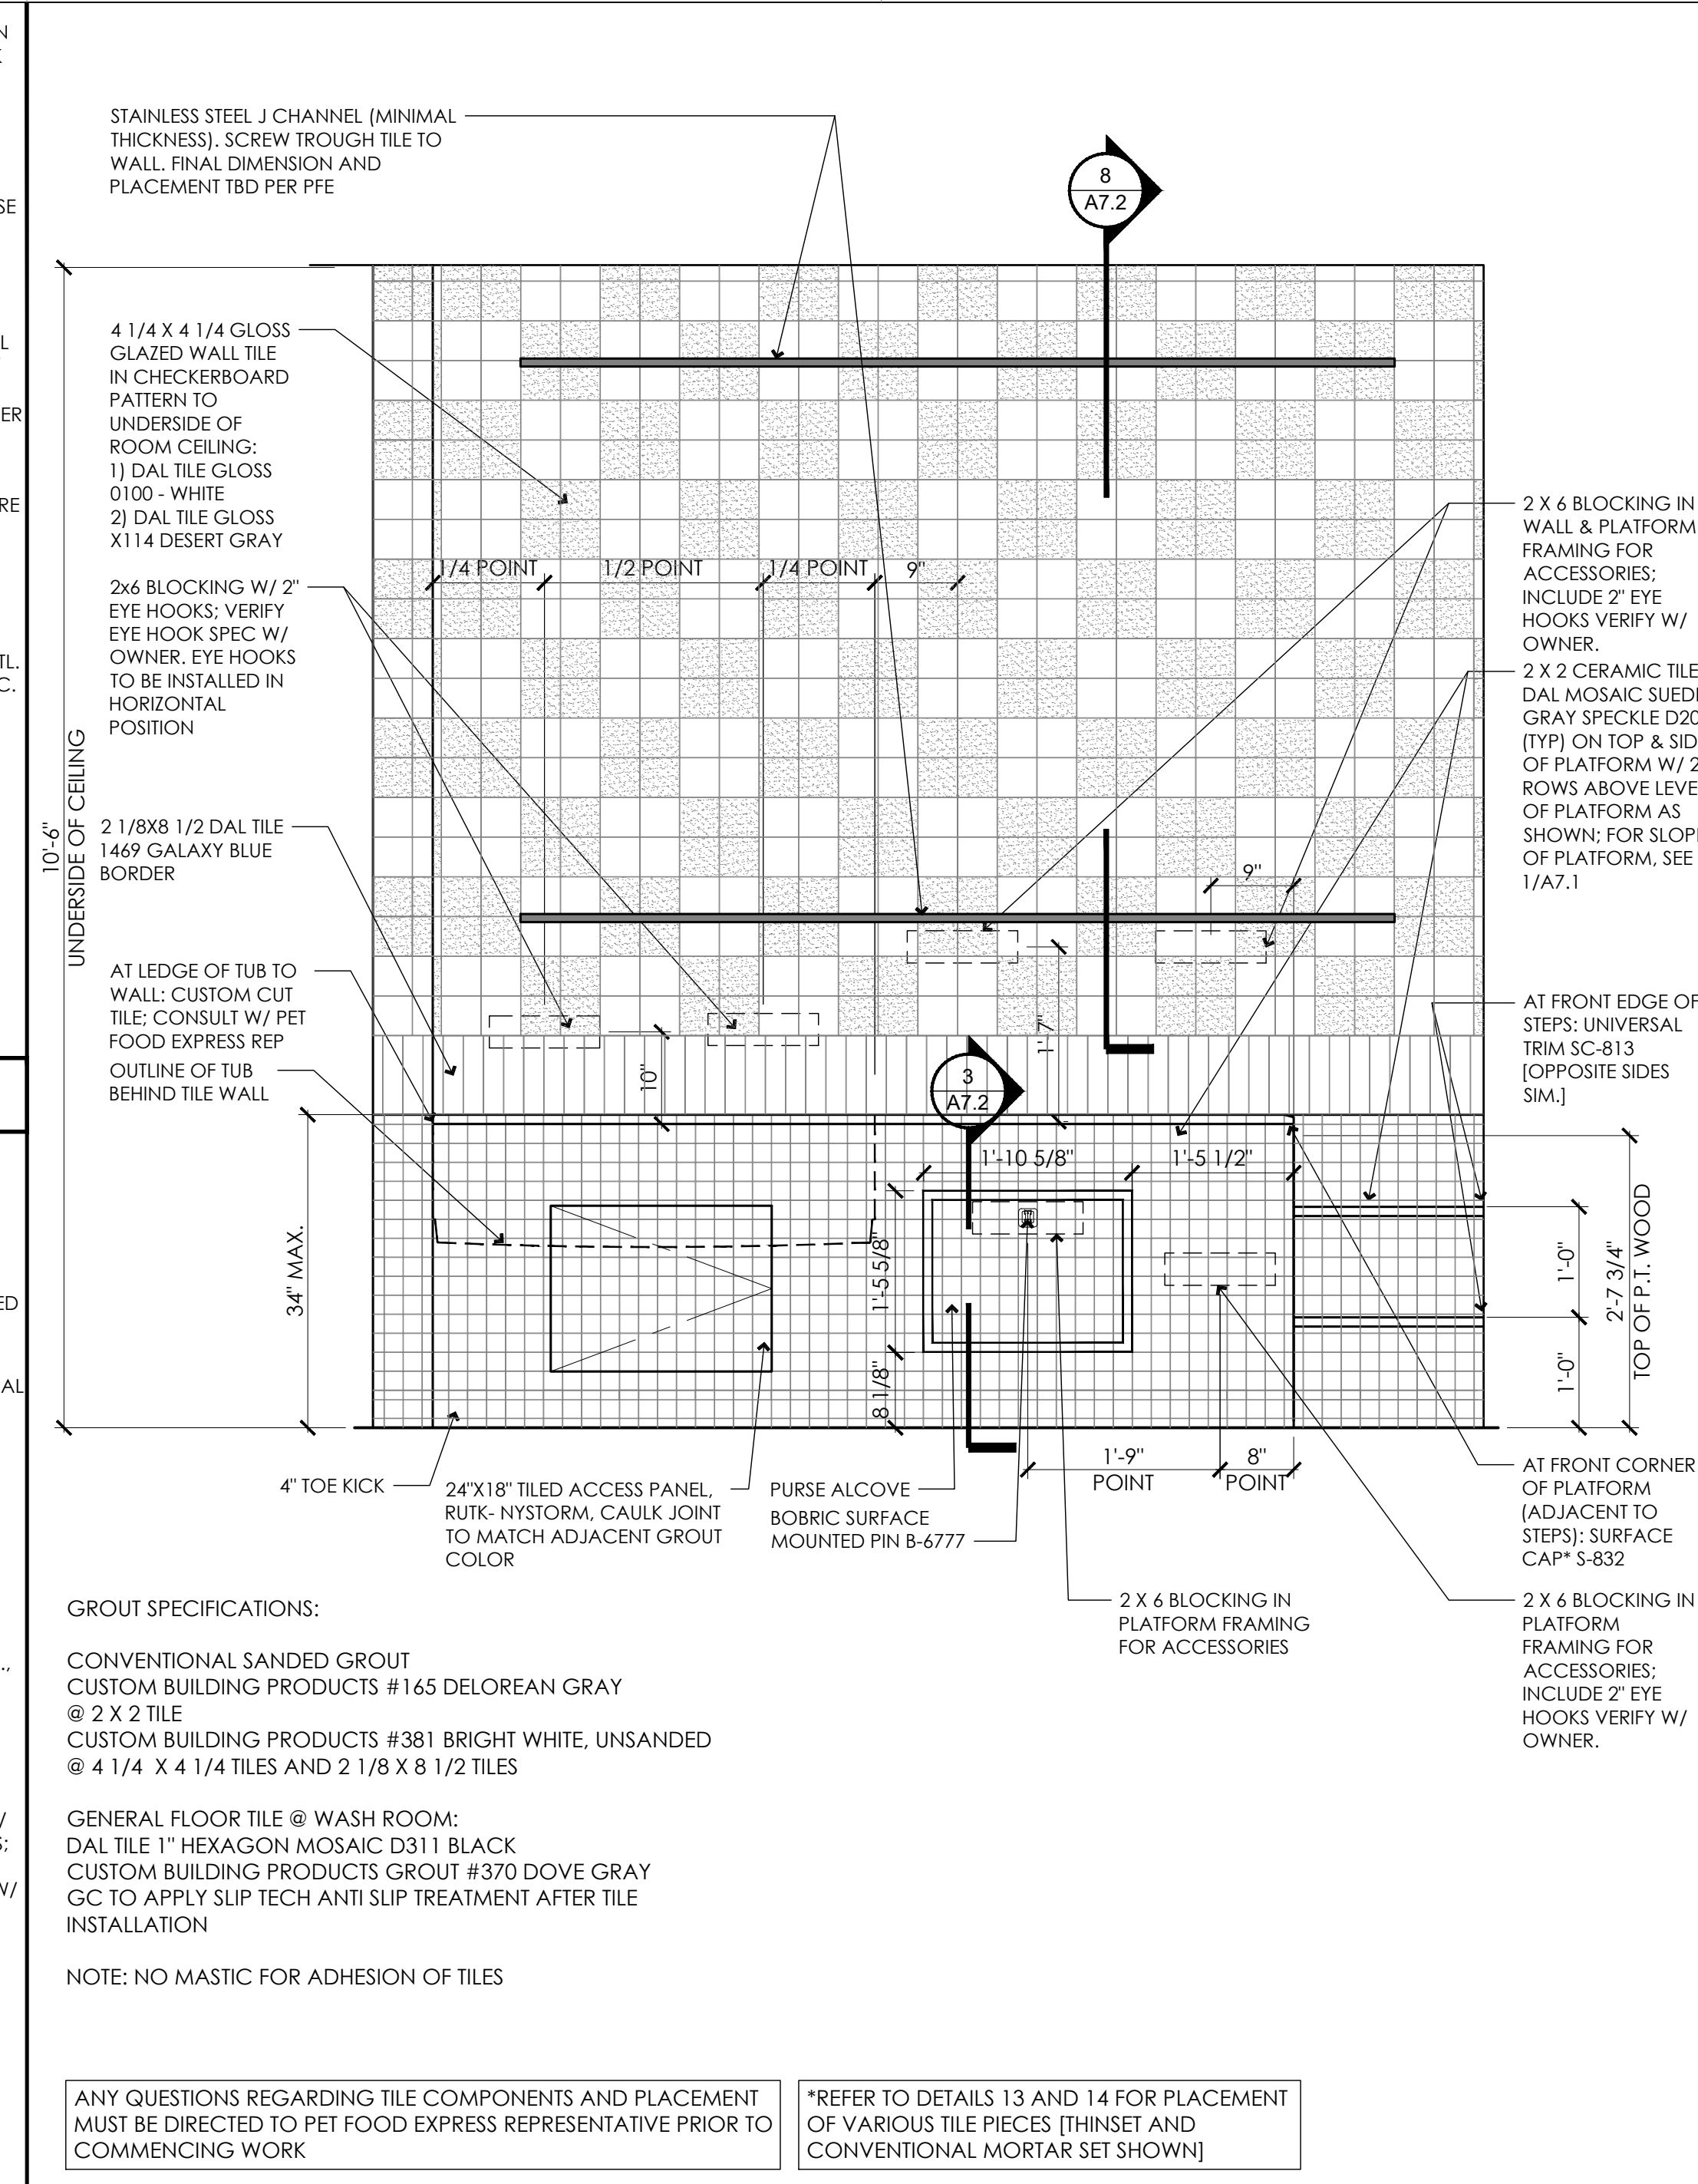 STAINLESS STEEL J CHANNEL (MINIMAL
THICKNESS). SCREW TROUGH TILE TO
WALL. FINAL DIMENSION AND
PLACEMENT TBD PER PFE
8
A7.2
4 1/4 X 4 1/4 GLOSS
GLAZED WALL TILE
IN CHECKERBOARD
PATTERN TO
UNDERSIDE OF
ROOM CEILING:
1) DAL TILE GLOSS
0100 - WHITE
2) DAL TILE GLOSS
X114 DESERT GRAY
2x6 BLOCKING W/ 2"
EYE HOOKS; VERIFY
EYE HOOK SPEC W/
OWNER. EYE HOOKS
TO BE INSTALLED IN
HORIZONTAL
POSITION
1/4 POINT
1/2 POINT
1/4 POINT
9"
10'-6"
UNDERSIDE OF CEILING
2 1/8X8 1/2 DAL TILE
1469 GALAXY BLUE
BORDER
AT LEDGE OF TUB TO
WALL: CUSTOM CUT
TILE; CONSULT W/ PET
FOOD EXPRESS REP
OUTLINE OF TUB
BEHIND TILE WALL
2 X 6 BLOCKING IN
WALL & PLATFORM
FRAMING FOR
ACCESSORIES;
INCLUDE 2" EYE
HOOKS VERIFY W/
OWNER.
2 X 2 CERAMIC TILE
DAL MOSAIC
GRAY SPECKLE
(TYP) ON TOP &
OF PLATFORM W/ 2
ROWS ABOVE
OF PLATFORM AS
SHOWN; FOR
OF PLATFORM, SEE
1/A7.1
9"
10"
1'-7"
3
A7.2
AT FRONT EDGE OF
STEPS: UNIVERSAL
TRIM SC-813
[OPPOSITE SIDES
SIM.]
34" MAX.
1'-10 5/8"
1'-5 1/2"
1'-5 5/8"
8 1/8"
1'-0"
1'-0"
2'-7 3/4"
TOP OF P.T. WOOD
1'-9"
POINT
8"
POINT
4" TOE KICK
24"X18" TILED ACCESS PANEL,
RUTK- NYSTORM, CAULK JOINT
TO MATCH ADJACENT GROUT
COLOR
PURSE ALCOVE
BOBRIC SURFACE
MOUNTED PIN B-6777
AT FRONT CORNER
OF PLATFORM
(ADJACENT TO
STEPS): SURFACE
CAP* S-832
2 X 6 BLOCKING IN
PLATFORM FRAMING
FOR ACCESSORIES
2 X 6 BLOCKING IN
PLATFORM
FRAMING FOR
ACCESSORIES;
INCLUDE 2" EYE
HOOKS VERIFY W/
OWNER.
GROUT SPECIFICATIONS:
CONVENTIONAL SANDED GROUT
CUSTOM BUILDING PRODUCTS #165 DELOREAN GRAY
@ 2 X 2 TILE
CUSTOM BUILDING PRODUCTS #381 BRIGHT WHITE, UNSANDED
@ 4 1/4 X 4 1/4 TILES AND 2 1/8 X 8 1/2 TILES
GENERAL FLOOR TILE @ WASH ROOM:
DAL TILE 1" HEXAGON MOSAIC D311 BLACK
CUSTOM BUILDING PRODUCTS GROUT #370 DOVE GRAY
GC TO APPLY SLIP TECH ANTI SLIP TREATMENT AFTER TILE
INSTALLATION
NOTE: NO MASTIC FOR ADHESION OF TILES
ANY QUESTIONS REGARDING TILE COMPONENTS AND PLACEMENT
MUST BE DIRECTED TO PET FOOD EXPRESS REPRESENTATIVE PRIOR TO
COMMENCING WORK
*REFER TO DETAILS 13 AND 14 FOR PLACEMENT
OF VARIOUS TILE PIECES [THINSET AND
CONVENTIONAL MORTAR SET SHOWN]